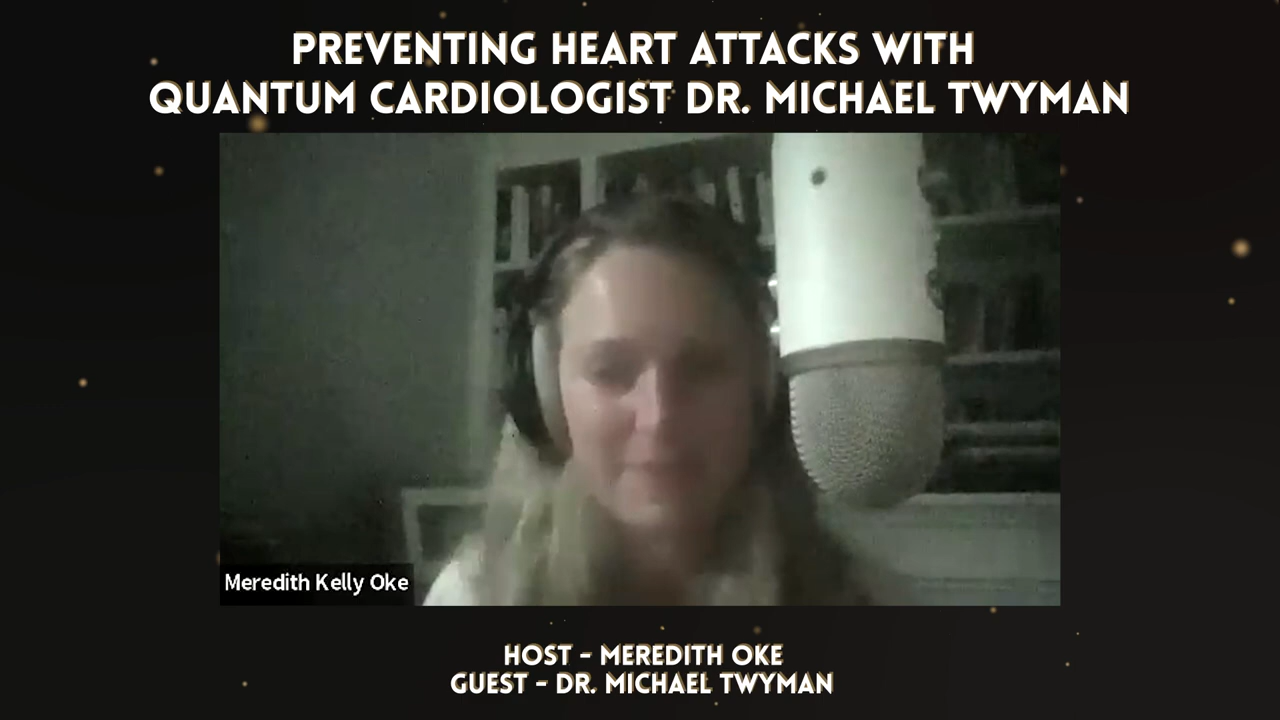 PREVENTING HEART ATTACKS WITH
QUANTUM CARDIOLOGIST DR. MICHAEL TWYMAN
Meredith Kelly Oke
HOST - MEREDITH OKE
GUEST - DR. MICHAEL TWYMAN